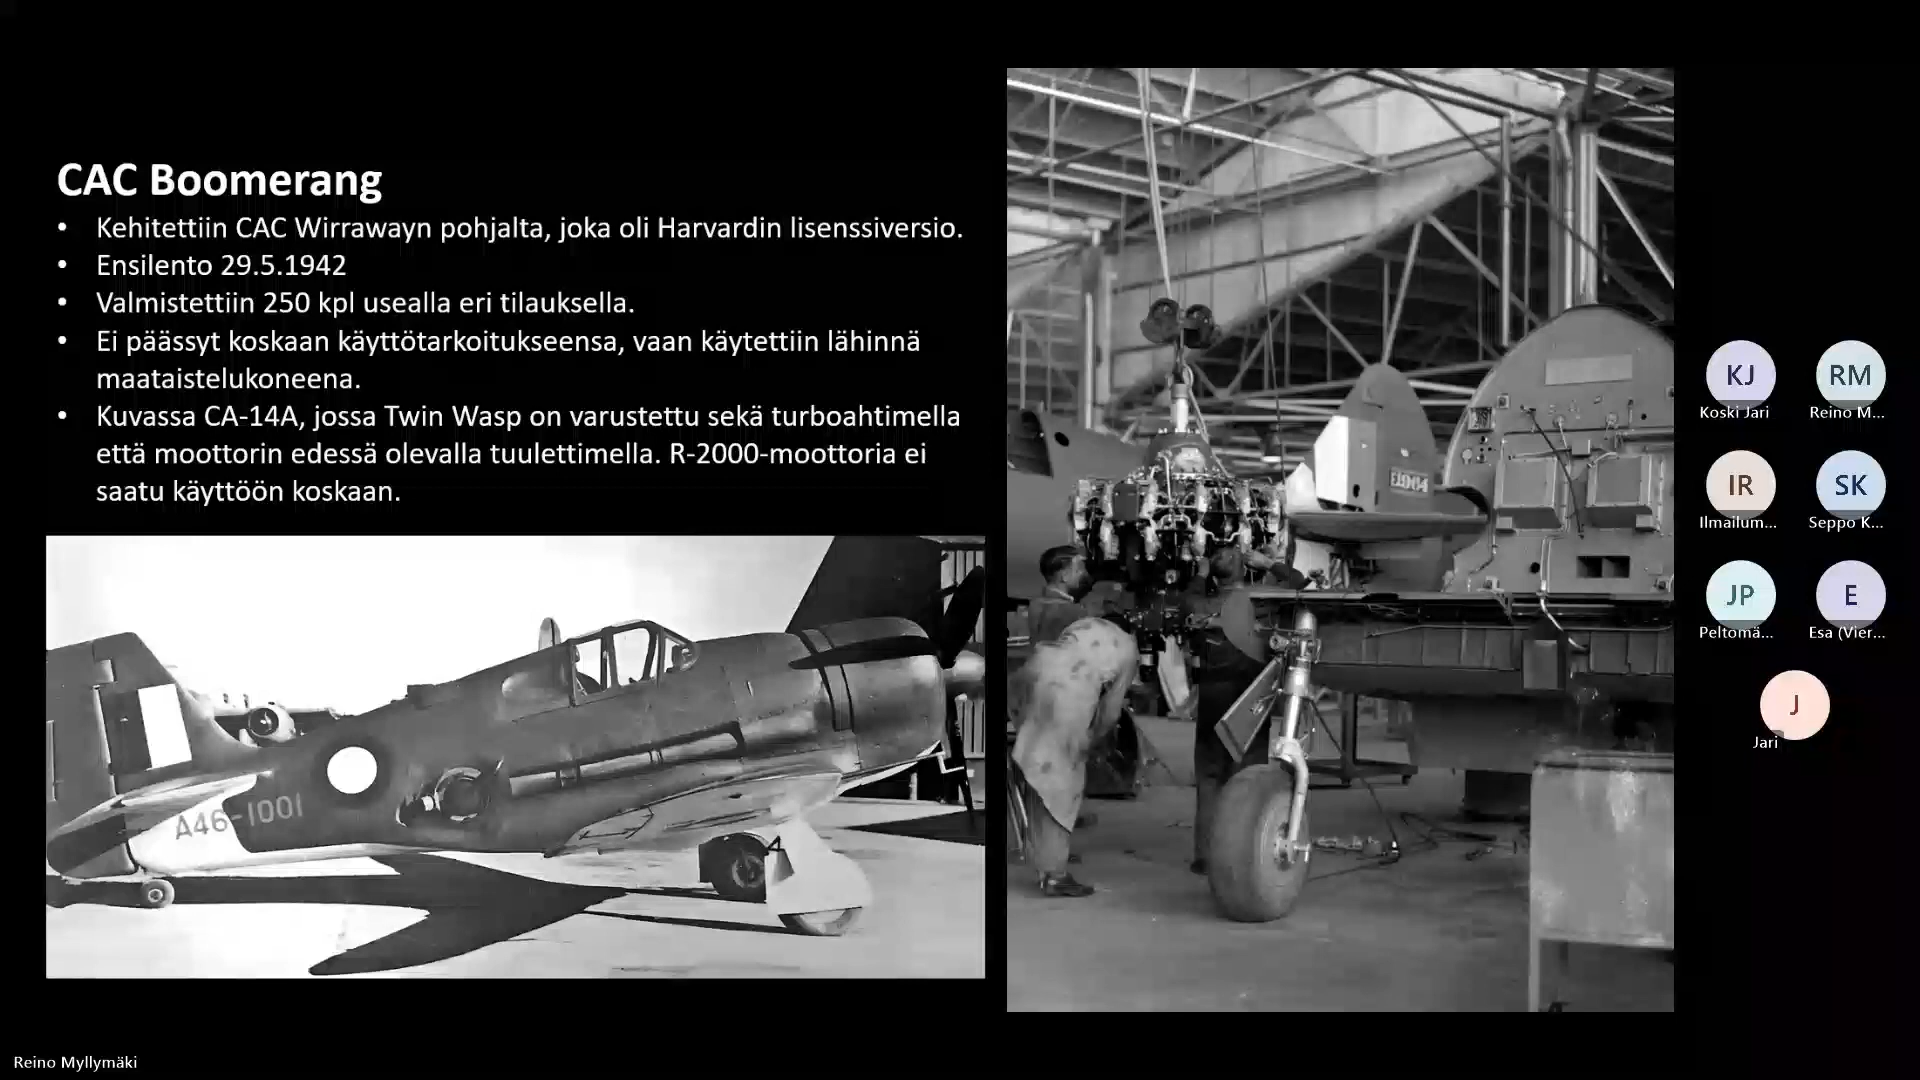 CAC Boomerang
• Kehitettiin CAC Wirrawayn pohjalta, joka oli Harvardin lisenssiversio.
• Ensilento 29.5.1942
• Valmistettiin 250 kpl usealla eri tilauksella.
• Ei päässyt koskaan käyttötarkoitukseensa, vaan käytettiin lähinnä
maataistelukoneena.
• Kuvassa CA-14A, jossa Twin Wasp on varustettu sekä turboahtimella
että moottorin edessä olevalla tuulettimella. R-2000-moottoria ei
saatu käyttöön koskaan.
A46-1001
KJ
Koski Jari
RM
Reino M...
IR
Ilmailum...
SK
Seppo K...
JP
Peltomä...
E
Esa (Vier...
J
Jari
Reino Myllymäki